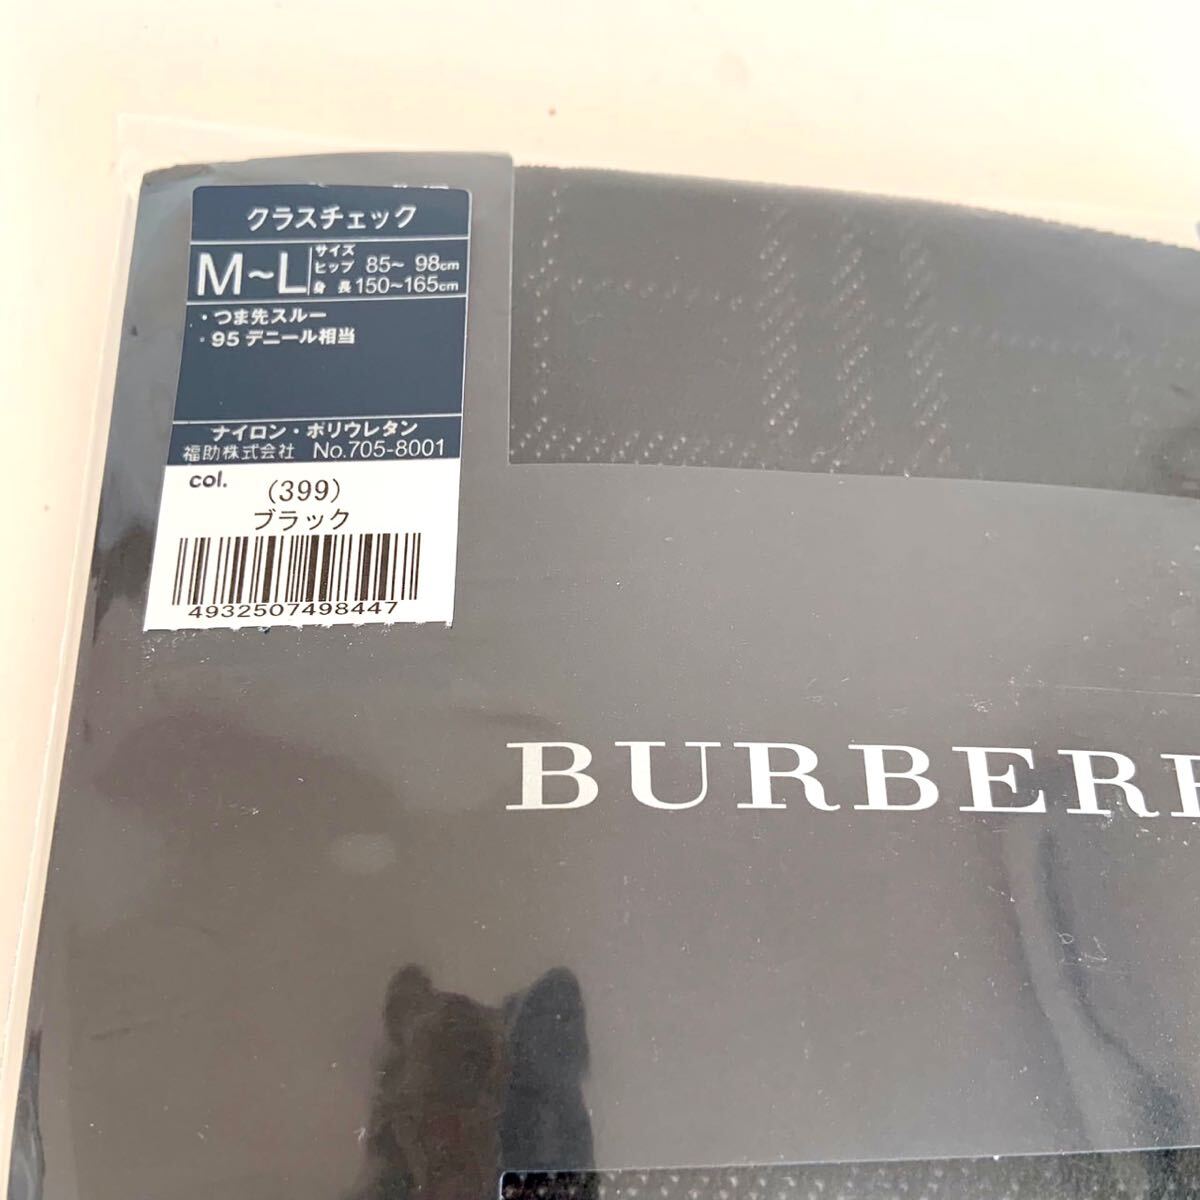 クラスチェック
M~L サイズ
ヒップ 85~ 98cm
身 長 150~165cm
・つま先スルー
・95 デニール相当
ナイロン・ポリウレタン
福助株式会社 No.705-8001
col.
(399)
ブラック
4932507498447
BURBER